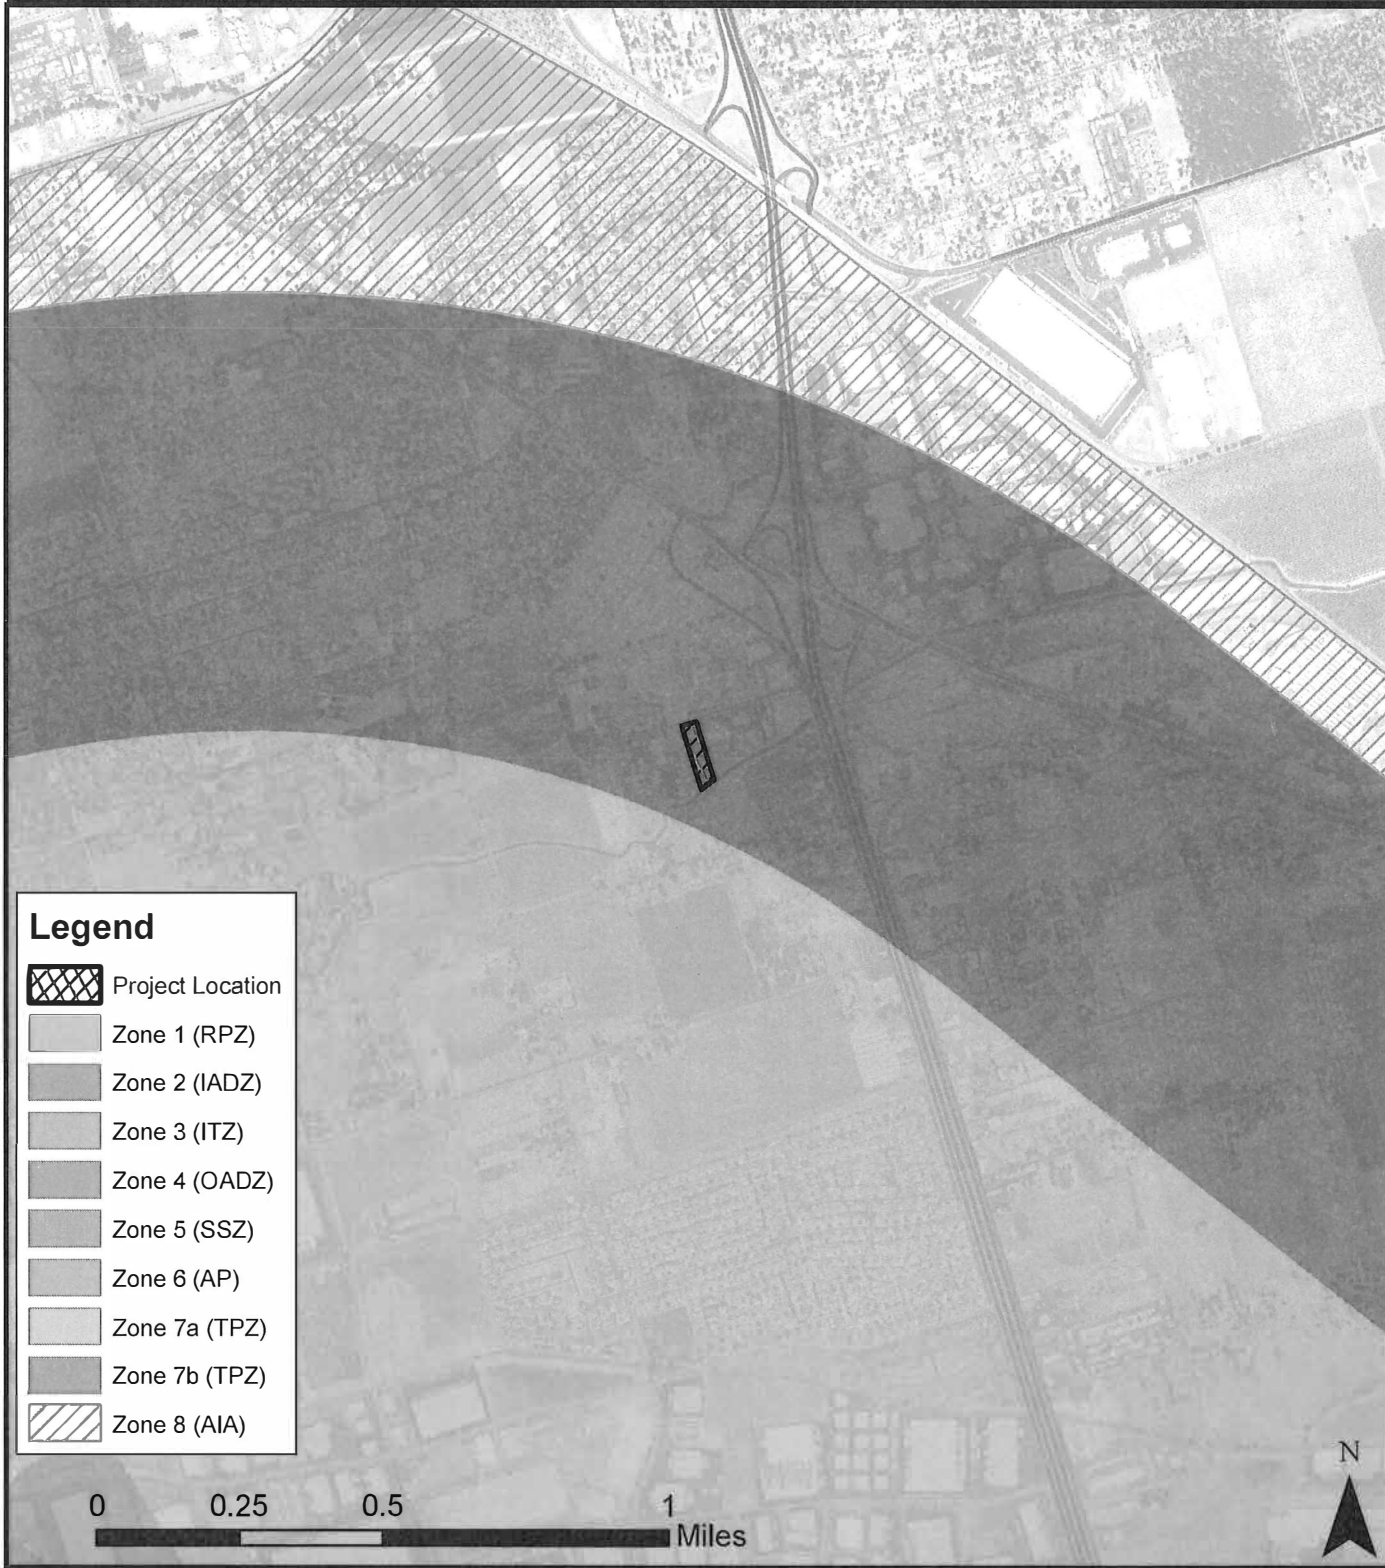 Legend
Project Location
Zone 1 (RPZ)
Zone 2 (IADZ)
Zone 3 (ITZ)
Zone 4 (OADZ)
Zone 5 (SSZ)
Zone 6 (AP)
Zone 7a (TPZ)
Zone 7b (TPZ)
Zone 8 (AIA)
N
0 0.25 0.5 1
Miles